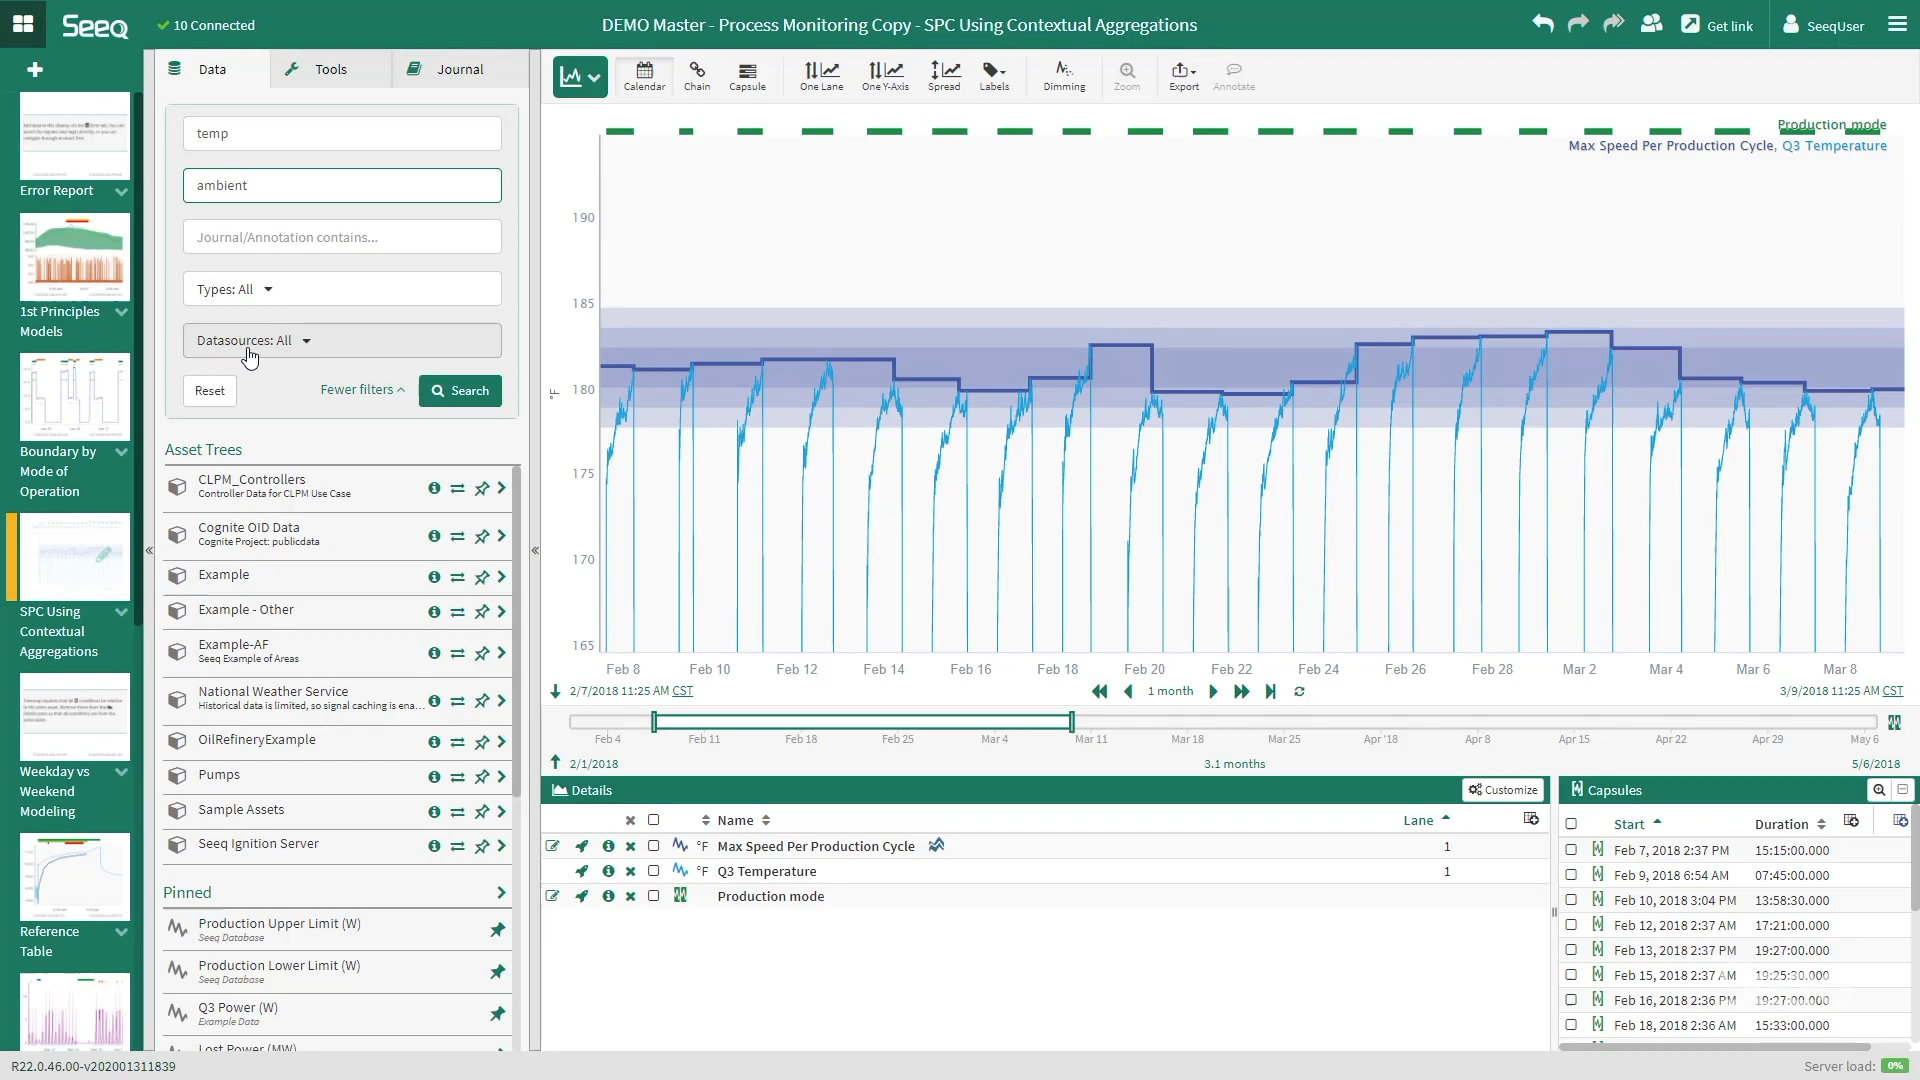 Seeq
10 Connected
DEMO Master - Process Monitoring Copy - SPC Using Contextual Aggregations
Get link
SeeqUser
Error Report
1st Principles
Models
Boundary by
Mode of
Operation
SPC Using
Contextual
Aggregations
Weekday vs
Weekend
Modeling
Reference
Table
Data
Tools
Journal
temp
ambient
Journal/Annotation contains...
Types: All
Datasources: All
Reset
Fewer filters
Search
Asset Trees
CLPM_Controllers
Controller Data for CLPM Use Case
Cognite OID Data
Cognite Project: publicdata
Example
Example - Other
Example-AF
Seeq Example of Areas
National Weather Service
Historical data is limited, so signal caching is ena...
OilRefineryExample
Pumps
Sample Assets
Seeq Ignition Server
Pinned
Production Upper Limit (W)
Seeq Database
Production Lower Limit (W)
Seeq Database
Q3 Power (W)
Example Data
Lost Power (MW)
Calendar
Chain
Capsule
One Lane
One Y-Axis
Spread
Labels
Dimming
Zoom
Export
Annotate
Production mode
Max Speed Per Production Cycle, Q3 Temperature
190
185
180
175
170
165
°F
Feb 8 Feb 10 Feb 12 Feb 14 Feb 16 Feb 18 Feb 20 Feb 22 Feb 24 Feb 26 Feb 28 Mar 2 Mar 4 Mar 6 Mar 8
2/7/2018 11:25 AM CST
1 month
3/9/2018 11:25 AM CST
Feb 4 Feb 11 Feb 18 Feb 25 Mar 4 Mar 11 Mar 18 Mar 25 Apr '18 Apr 8 Apr 15 Apr 22 Apr 29 May 6
2/1/2018
3.1 months
5/6/2018
Details
Customize
Name
Lane
°F Max Speed Per Production Cycle 1
°F Q3 Temperature 1
Production mode
Capsules
Start
Duration
Feb 7, 2018 2:37 PM 15:15:00.000
Feb 9, 2018 6:54 AM 07:45:00.000
Feb 10, 2018 3:04 PM 13:58:30.000
Feb 12, 2018 2:37 AM 17:21:00.000
Feb 13, 2018 2:37 PM 19:27:00.000
Feb 15, 2018 2:37 AM 19:25:30.000
Feb 16, 2018 2:36 PM 19:27:00.000
Feb 18, 2018 2:36 AM 15:33:00.000
R22.0.46.00-v202001311839
Server load: 0%